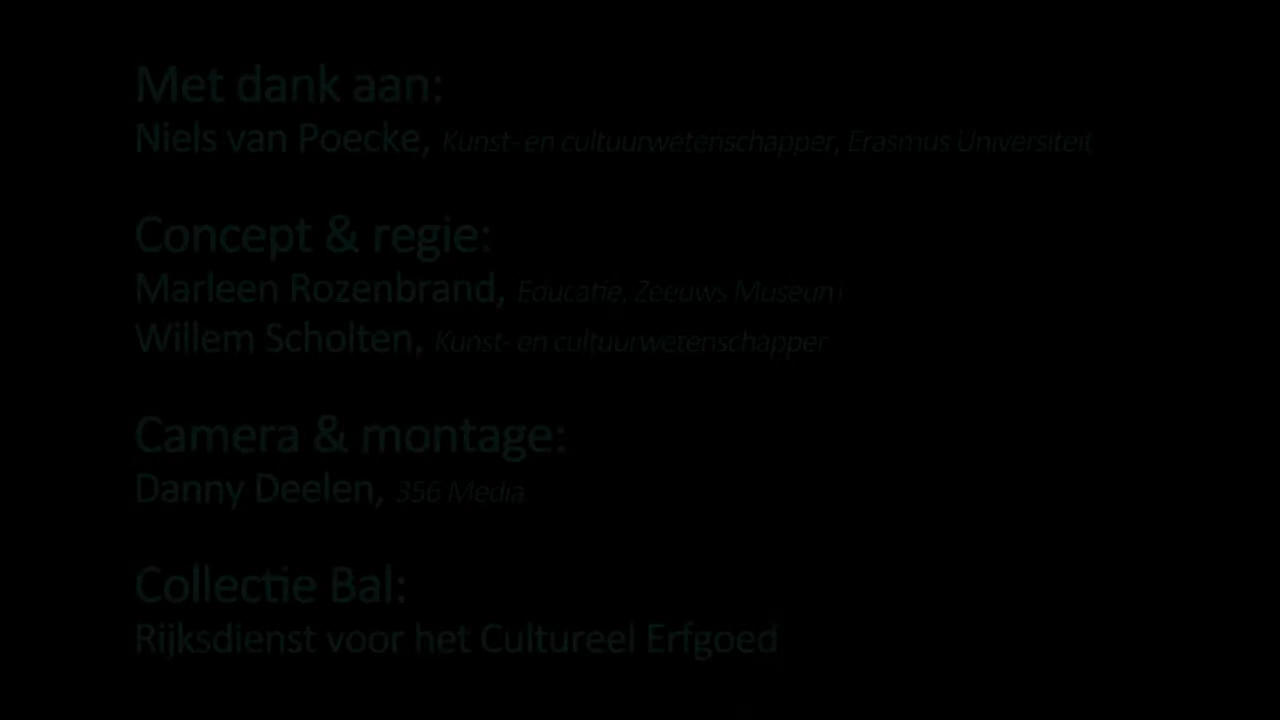 Met dank aan:
Niels van Poecke, Kunst- en cultuurwetenschapper, Erasmus Universiteit
Concept & regie:
Marleen Rozenbrand, Educatie, Zeeuws Museum
Willem Scholten, Kunst- en cultuurwetenschapper
Camera & montage:
Danny Deelen, 356 Media
Collectie Bal:
Rijksdienst voor het Cultureel Erfgoed